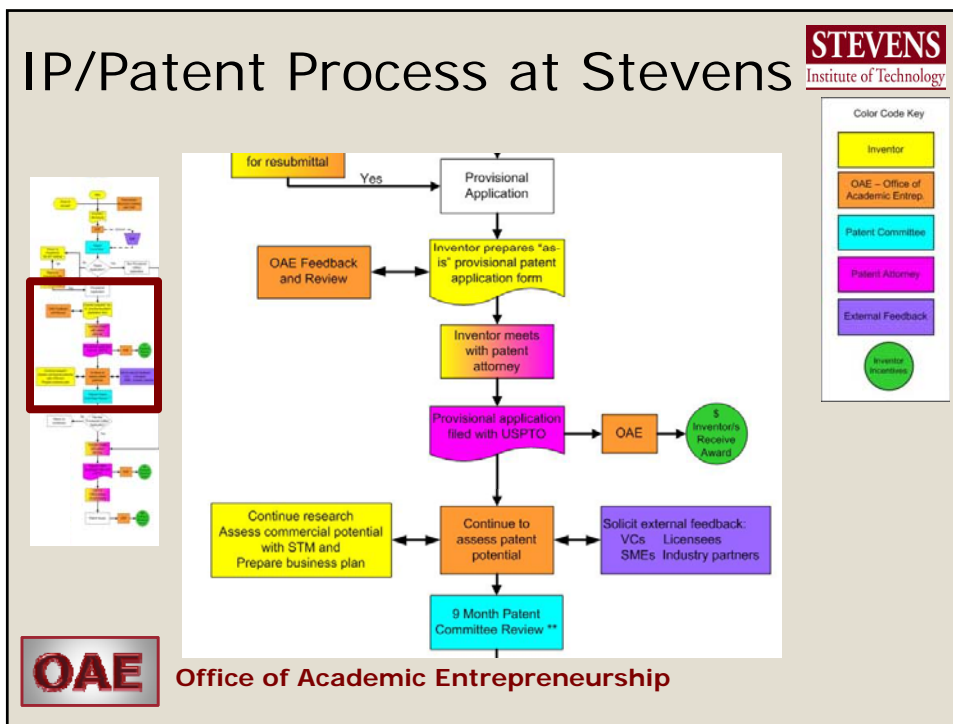 IP/Patent Process at Stevens
STEVENS
Institute of Technology
Color Code Key
Inventor
OAE – Office of
Academic Entrep.
Patent Committee
Patent Attorney
External Feedback
Inventor
Incentives
for resubmittal
Yes
Provisional
Application
OAE Feedback
and Review
Inventor prepares “as-
is” provisional patent
application form
Inventor meets
with patent
attorney
Provisional application
filed with USPTO
OAE
$
Inventor/s
Receive
Award
Continue research
Assess commercial potential
with STM and
Prepare business plan
Continue to
assess patent
potential
Solicit external feedback:
VCs Licensees
SMEs Industry partners
9 Month Patent
Committee Review **
OAE
Office of Academic Entrepreneurship